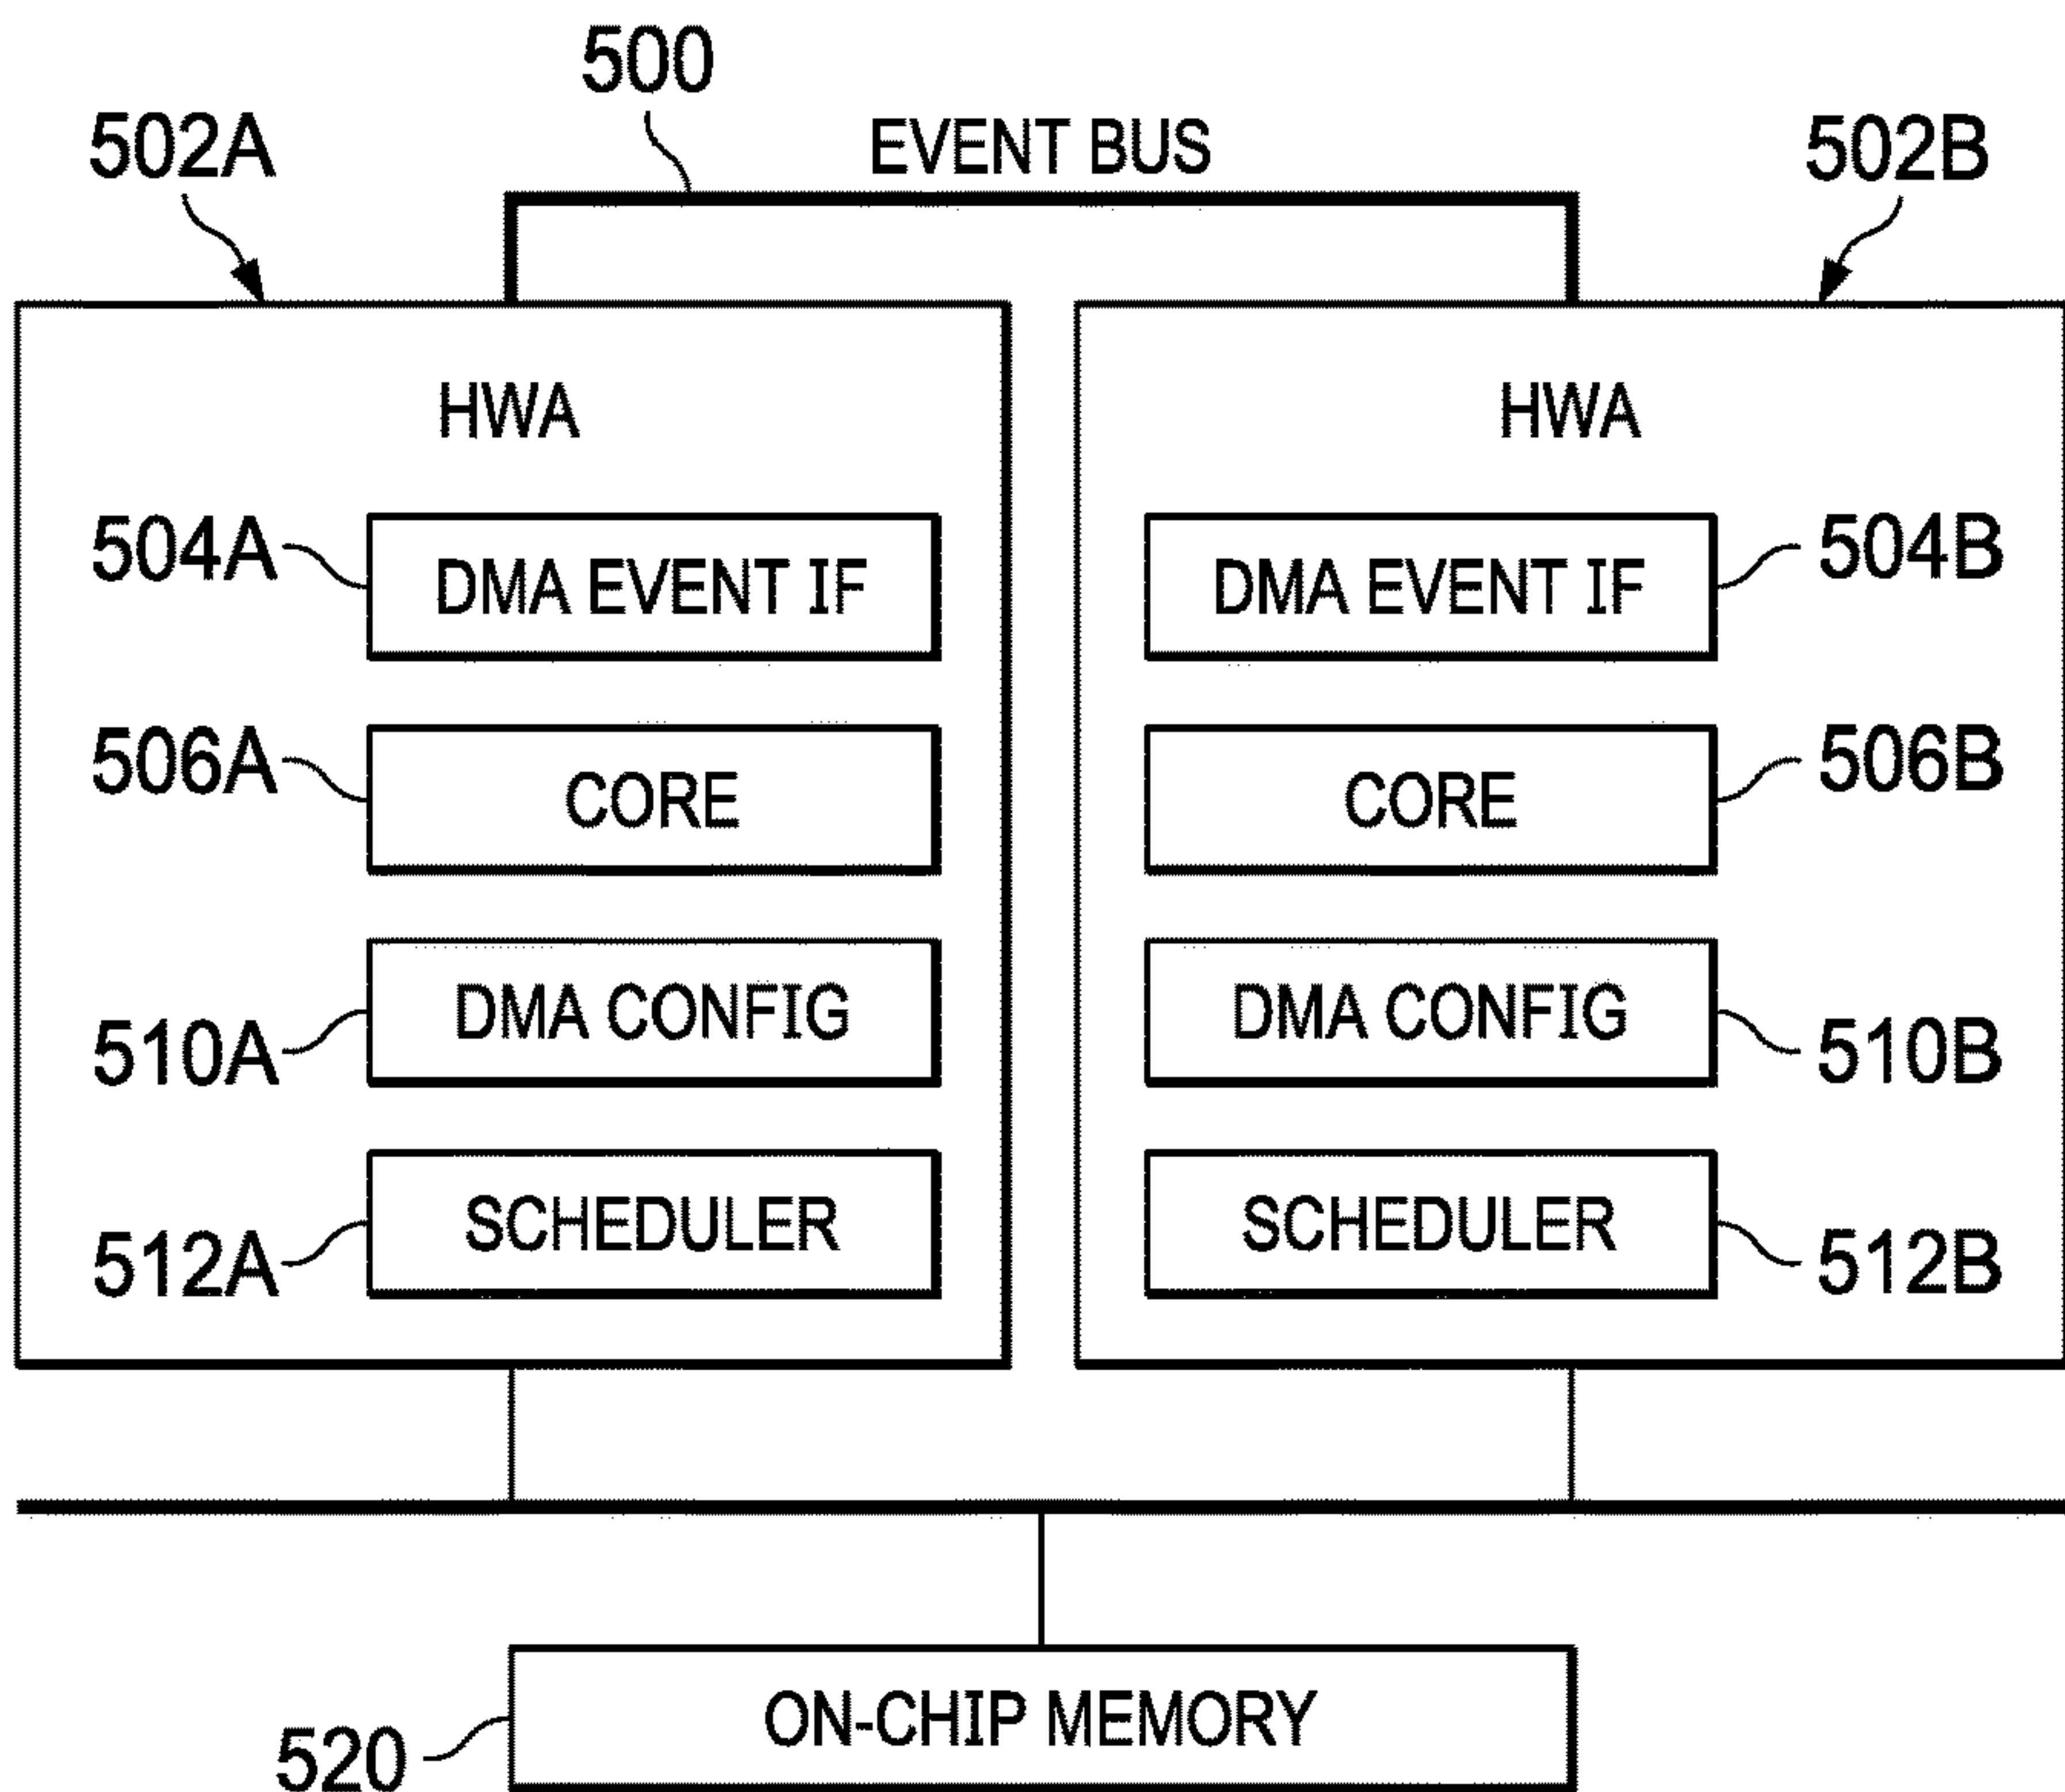 500
502A EVENT BUS 502B
HWA HWA
504A DMA EVENT IF DMA EVENT IF 504B
506A CORE CORE 506B
510A DMA CONFIG DMA CONFIG 510B
512A SCHEDULER SCHEDULER 512B
520 ON-CHIP MEMORY